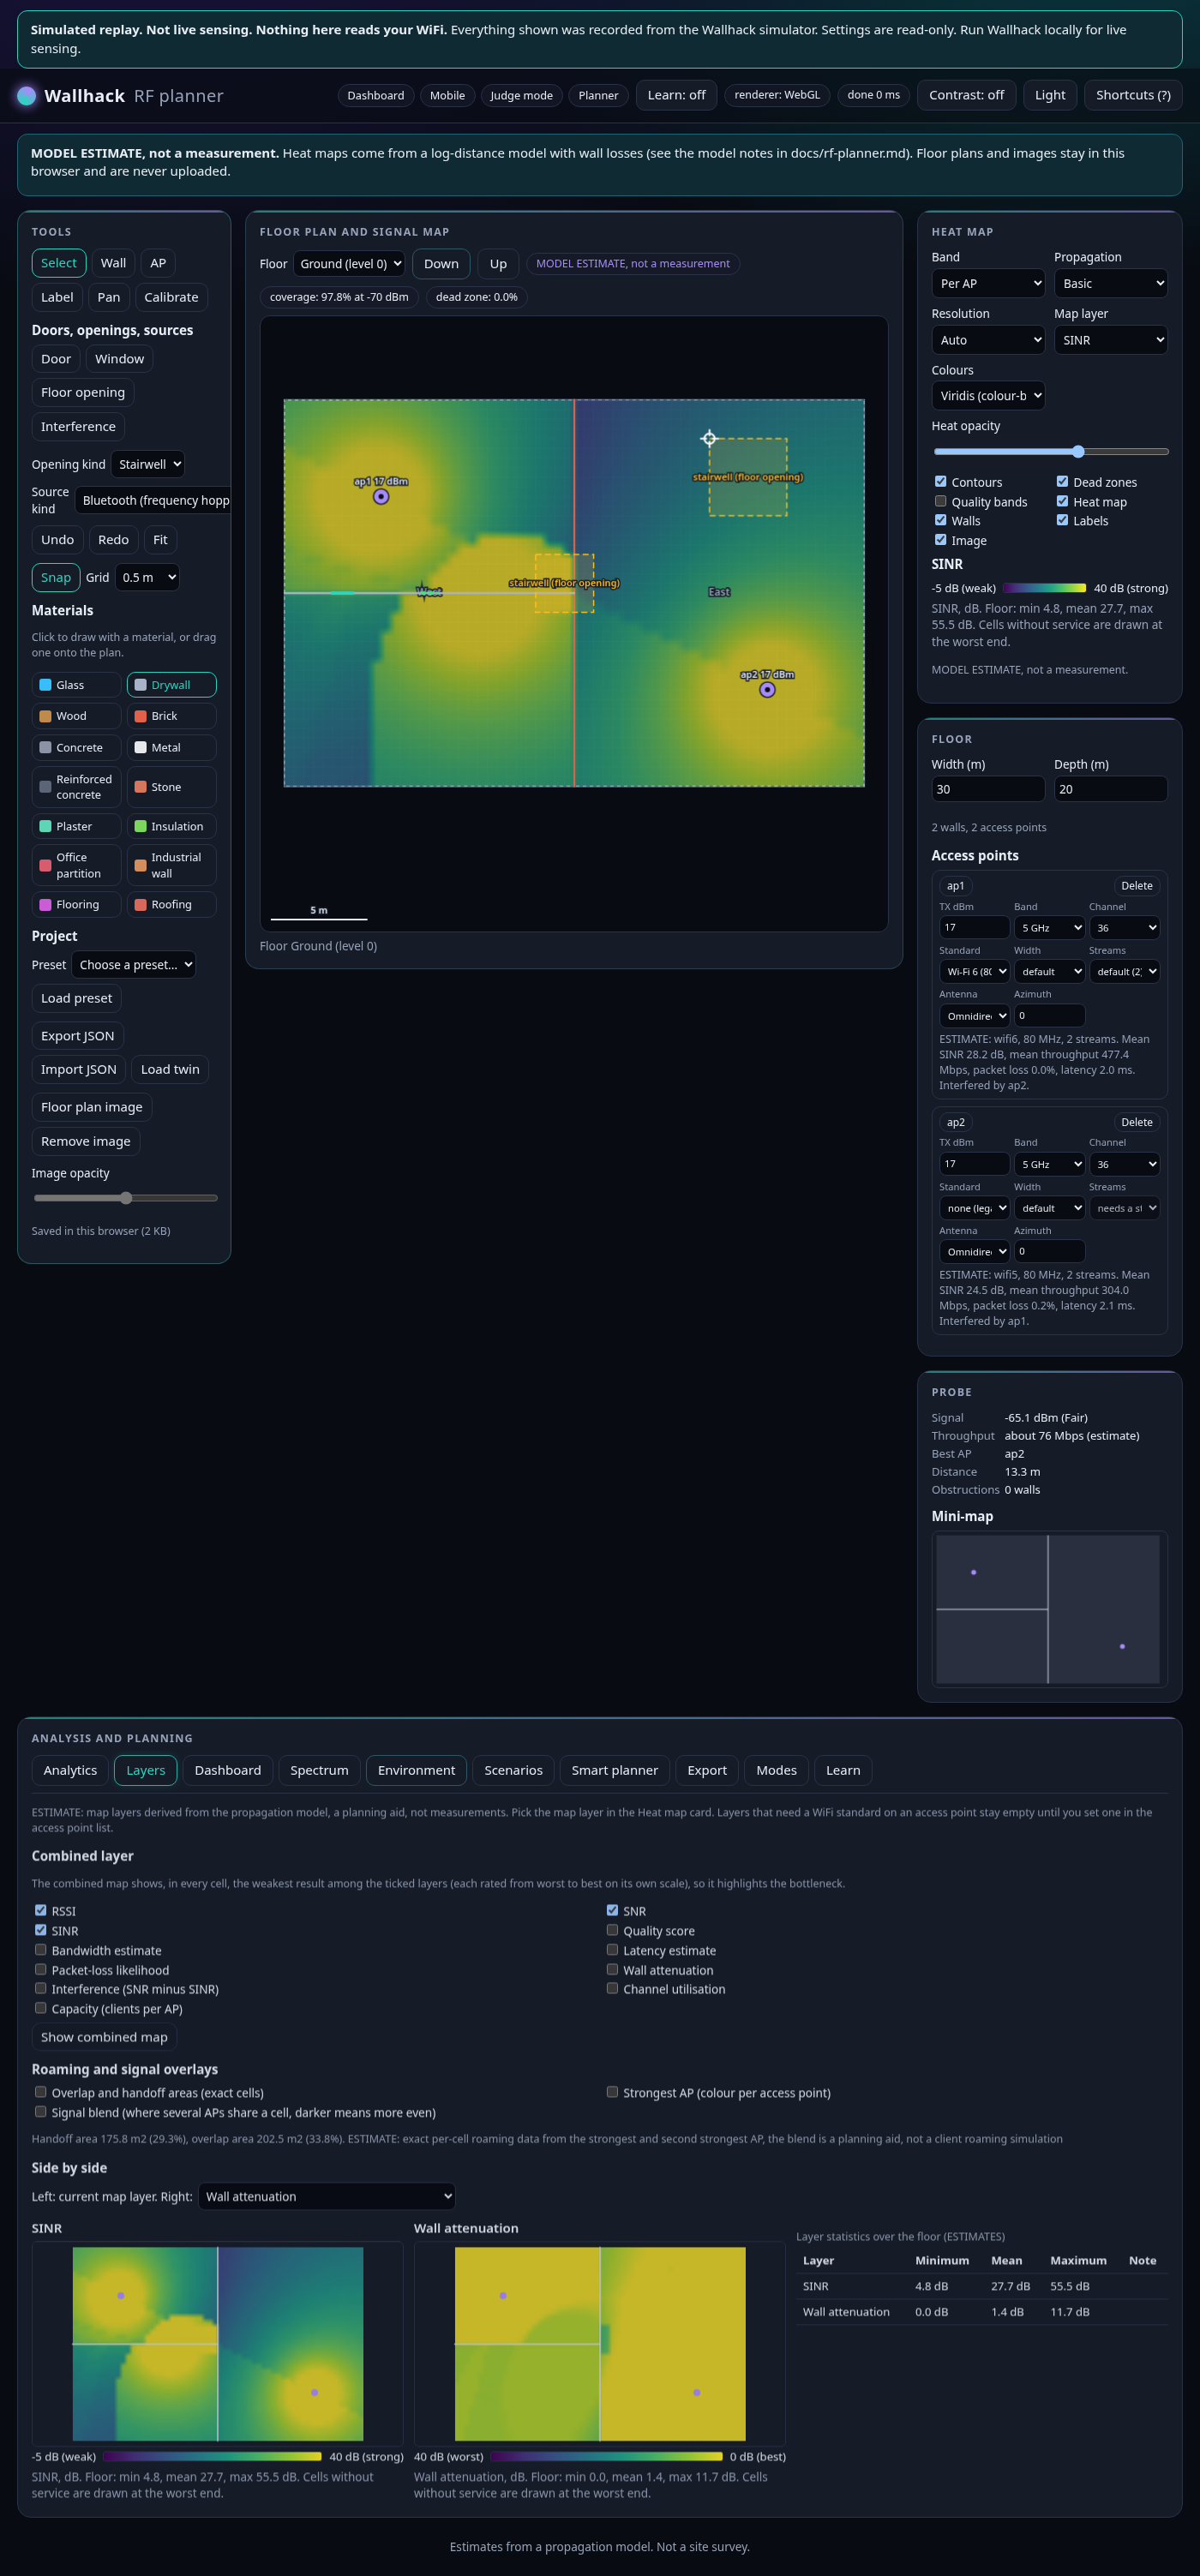 Simulated replay. Not live sensing. Nothing here reads your WiFi. Everything shown was recorded from the Wallhack simulator. Settings are read-only. Run Wallhack locally for live
sensing.
Wallhack RF planner
Dashboard Mobile Judge mode Planner Learn: off renderer: WebGL done 0 ms Contrast: off Light Shortcuts (?)
MODEL ESTIMATE, not a measurement. Heat maps come from a log-distance model with wall losses (see the model notes in docs/rf-planner.md). Floor plans and images stay in this
browser and are never uploaded.
TOOLS
Select Wall AP
Label Pan Calibrate
Doors, openings, sources
Door Window
Floor opening
Interference
Opening kind Stairwell
Source
kind
Bluetooth (frequency hopp
Undo Redo Fit
Snap Grid 0.5 m
Materials
Click to draw with a material, or drag
one onto the plan.
Glass Drywall
Wood Brick
Concrete Metal
Reinforced
concrete
Stone
Plaster Insulation
Office
partition
Industrial
wall
Flooring Roofing
Project
Preset Choose a preset...
Load preset
Export JSON
Import JSON Load twin
Floor plan image
Remove image
Image opacity
Saved in this browser (2 KB)
FLOOR PLAN AND SIGNAL MAP
Floor Ground (level 0) Down Up MODEL ESTIMATE, not a measurement
coverage: 97.8% at -70 dBm dead zone: 0.0%
ap1 17 dBm
stairwell (floor opening)
stairwell (floor opening)
West
East
ap2 17 dBm
5 m
Floor Ground (level 0)
HEAT MAP
Band Propagation
Per AP Basic
Resolution Map layer
Auto SINR
Colours
Viridis (colour-b
Heat opacity
Contours Dead zones
Quality bands Heat map
Walls Labels
Image
SINR
-5 dB (weak) 40 dB (strong)
SINR, dB. Floor: min 4.8, mean 27.7, max
55.5 dB. Cells without service are drawn at
the worst end.
MODEL ESTIMATE, not a measurement.
FLOOR
Width (m) Depth (m)
30 20
2 walls, 2 access points
Access points
ap1 Delete
TX dBm Band Channel
17 5 GHz 36
Standard Width Streams
Wi-Fi 6 (80 default default (2)
Antenna Azimuth
Omnidirec 0
ESTIMATE: wifi6, 80 MHz, 2 streams. Mean
SINR 28.2 dB, mean throughput 477.4
Mbps, packet loss 0.0%, latency 2.0 ms.
Interfered by ap2.
ap2 Delete
TX dBm Band Channel
17 5 GHz 36
Standard Width Streams
none (lega default needs a st
Antenna Azimuth
Omnidirec 0
ESTIMATE: wifi5, 80 MHz, 2 streams. Mean
SINR 24.5 dB, mean throughput 304.0
Mbps, packet loss 0.2%, latency 2.1 ms.
Interfered by ap1.
PROBE
Signal -65.1 dBm (Fair)
Throughput about 76 Mbps (estimate)
Best AP ap2
Distance 13.3 m
Obstructions 0 walls
Mini-map
ANALYSIS AND PLANNING
Analytics Layers Dashboard Spectrum Environment Scenarios Smart planner Export Modes Learn
ESTIMATE: map layers derived from the propagation model, a planning aid, not measurements. Pick the map layer in the Heat map card. Layers that need a WiFi standard on an access point stay empty until you set one in the
access point list.
Combined layer
The combined map shows, in every cell, the weakest result among the ticked layers (each rated from worst to best on its own scale), so it highlights the bottleneck.
RSSI SNR
SINR Quality score
Bandwidth estimate Latency estimate
Packet-loss likelihood Wall attenuation
Interference (SNR minus SINR) Channel utilisation
Capacity (clients per AP)
Show combined map
Roaming and signal overlays
Overlap and handoff areas (exact cells) Strongest AP (colour per access point)
Signal blend (where several APs share a cell, darker means more even)
Handoff area 175.8 m2 (29.3%), overlap area 202.5 m2 (33.8%). ESTIMATE: exact per-cell roaming data from the strongest and second strongest AP, the blend is a planning aid, not a client roaming simulation
Side by side
Left: current map layer. Right: Wall attenuation
SINR
-5 dB (weak) 40 dB (strong)
SINR, dB. Floor: min 4.8, mean 27.7, max 55.5 dB. Cells without
service are drawn at the worst end.
Wall attenuation
40 dB (worst) 0 dB (best)
Wall attenuation, dB. Floor: min 0.0, mean 1.4, max 11.7 dB. Cells
without service are drawn at the worst end.
Layer statistics over the floor (ESTIMATES)
Layer Minimum Mean Maximum Note
SINR 4.8 dB 27.7 dB 55.5 dB
Wall attenuation 0.0 dB 1.4 dB 11.7 dB
Estimates from a propagation model. Not a site survey.